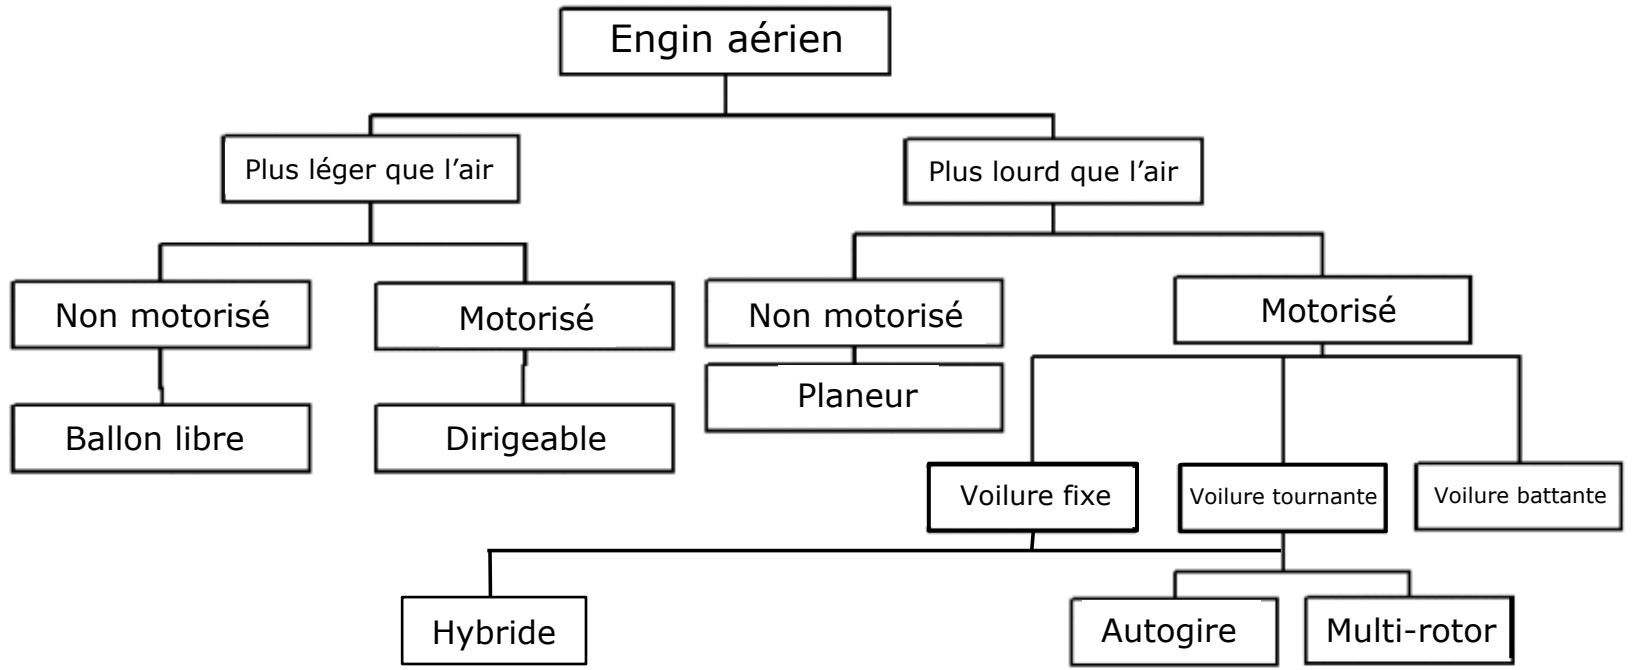 Engin aérien
Plus léger que l’air
Plus lourd que l’air
Non motorisé
Motorisé
Non motorisé
Motorisé
Ballon libre
Dirigeable
Planeur
Voilure fixe
Voilure tournante
Voilure battante
Hybride
Autogire
Multi-rotor